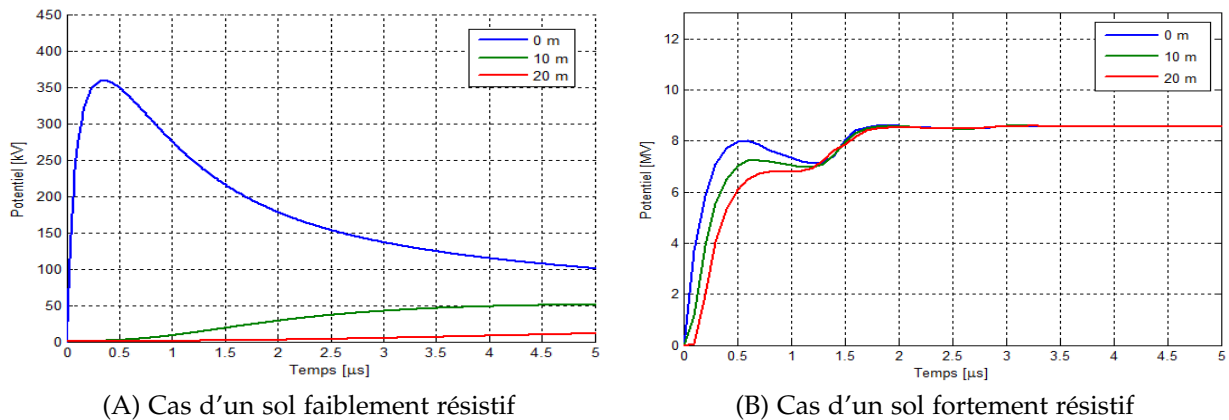 450
400
350
300
250
200
150
100
50
0
Potentiel [kV]
0 0.5 1 1.5 2 2.5 3 3.5 4 4.5 5
Temps [µs]
0 m
10 m
20 m
(A) Cas d'un sol faiblement résistif
12
10
8
6
4
2
0
Potentiel [MV]
0 0.5 1 1.5 2 2.5 3 3.5 4 4.5 5
Temps [µs]
0 m
10 m
20 m
(B) Cas d'un sol fortement résistif